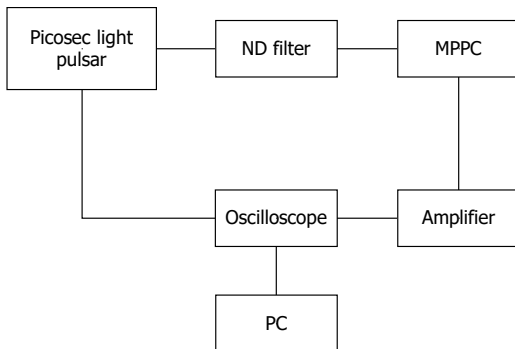 Picosec light
pulsar
ND filter
MPPC
Oscilloscope
Amplifier
PC